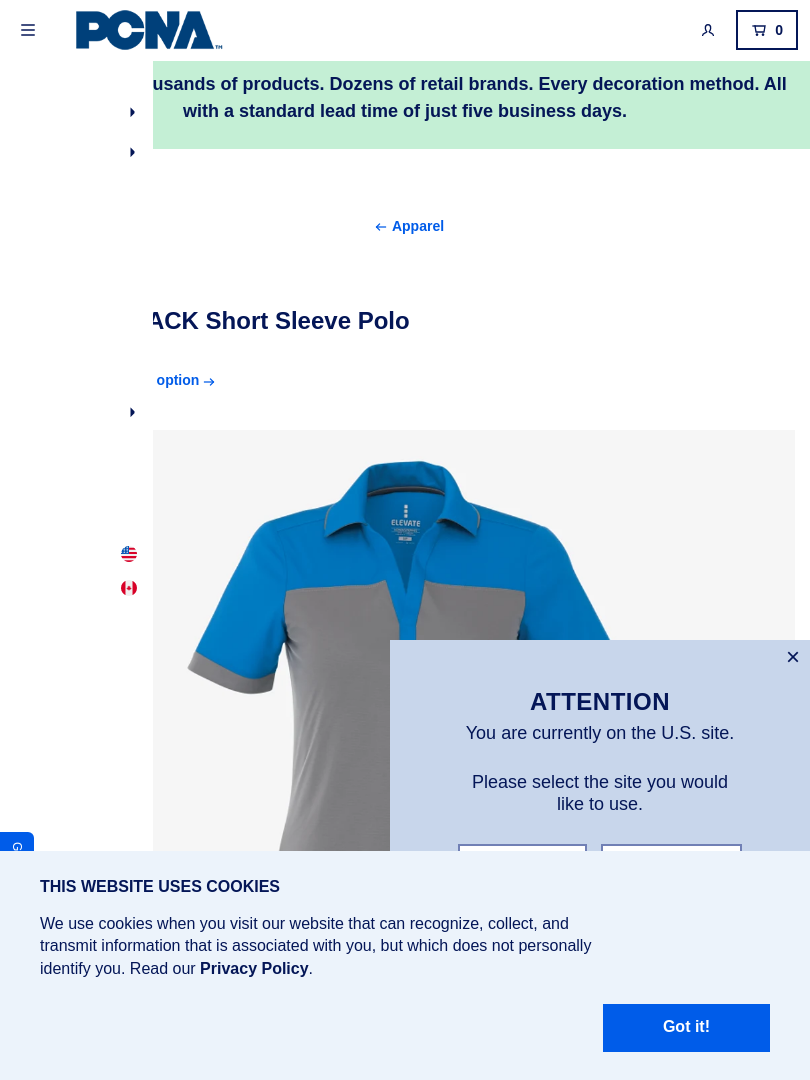 PCNA™
0
usands of products. Dozens of retail brands. Every decoration method. All
with a standard lead time of just five business days.
← Apparel
ACK Short Sleeve Polo
option →
ELEVATE
ATTENTION
You are currently on the U.S. site.
Please select the site you would
like to use.
G
THIS WEBSITE USES COOKIES
We use cookies when you visit our website that can recognize, collect, and
transmit information that is associated with you, but which does not personally
identify you. Read our Privacy Policy.
Got it!